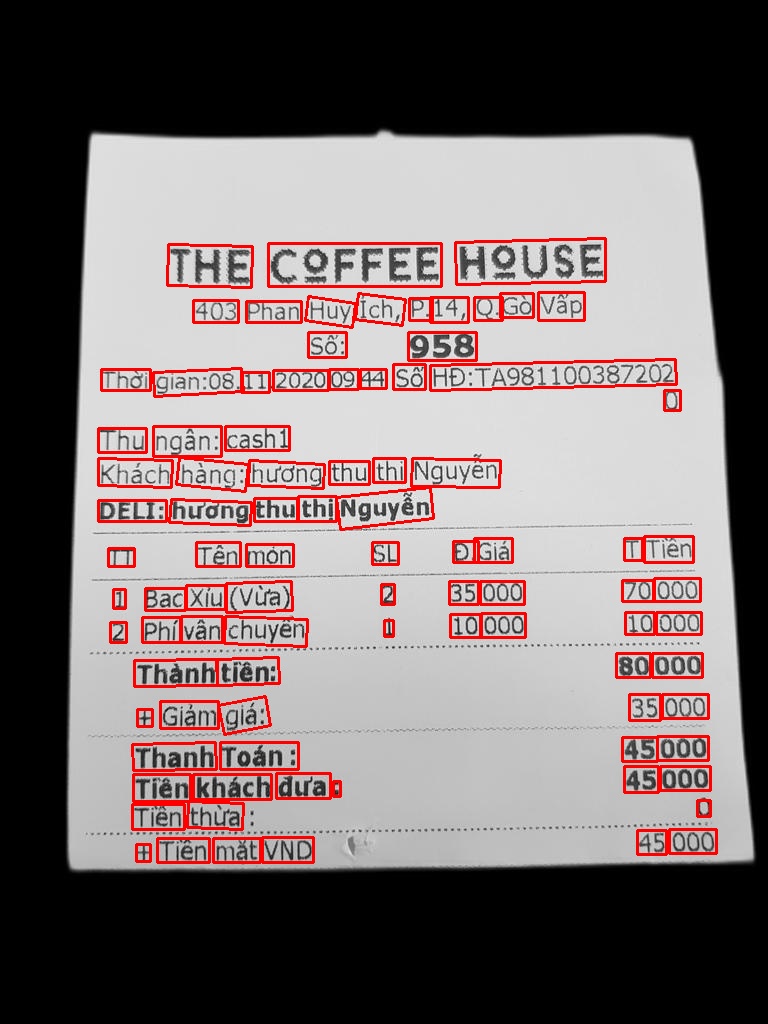 THE COFFEE HOUSE
403 Phan Huy Ích, P.14, Q.Gò Vấp
Số: 958
Thời gian:08.11.2020 09:44 Số HĐ:TA981100387202
0
Thu ngân: cash1
Khách hàng: hương thu thi Nguyễn
DELI: hương thu thị Nguyễn
TT Tên món SL Đ.Giá T.Tiền
1 Bạc Xỉu (Vừa) 2 35,000 70,000
2 Phí vận chuyển 1 10,000 10,000
Thành tiền: 80,000
+ Giảm giá: 35,000
Thanh Toán : 45,000
Tiền khách đưa : 45,000
Tiền thừa : 0
+ Tiền mặt VND 45,000